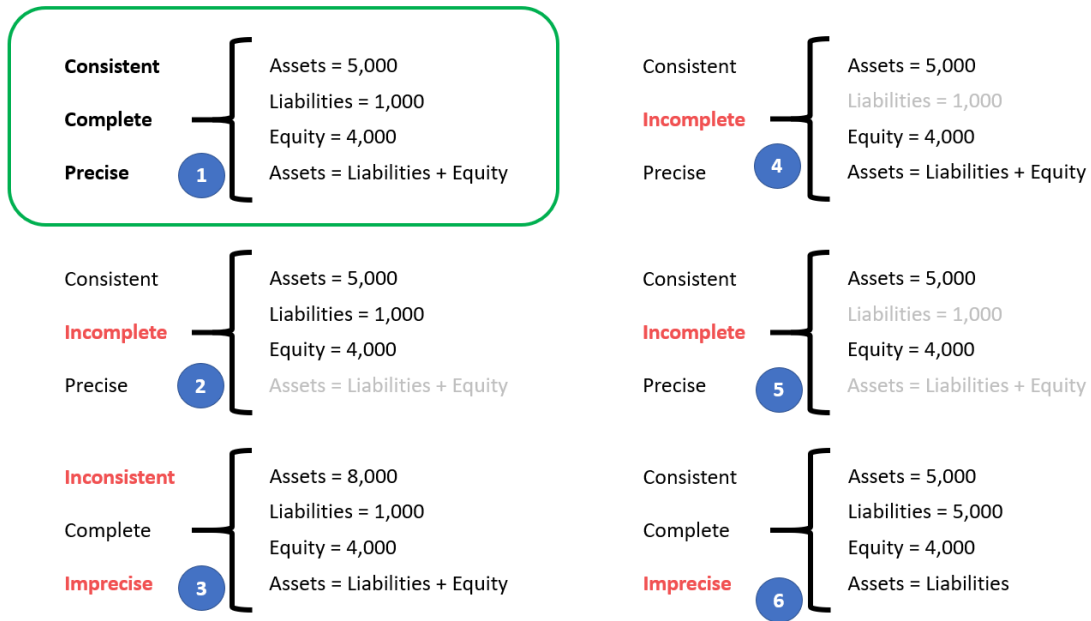 Consistent
Complete
Precise
1
Assets = 5,000
Liabilities = 1,000
Equity = 4,000
Assets = Liabilities + Equity
Consistent
Incomplete
Precise
4
Assets = 5,000
Liabilities = 1,000
Equity = 4,000
Assets = Liabilities + Equity
Consistent
Incomplete
Precise
2
Assets = 5,000
Liabilities = 1,000
Equity = 4,000
Assets = Liabilities + Equity
Consistent
Incomplete
Precise
5
Assets = 5,000
Liabilities = 1,000
Equity = 4,000
Assets = Liabilities + Equity
Inconsistent
Complete
Imprecise
3
Assets = 8,000
Liabilities = 1,000
Equity = 4,000
Assets = Liabilities + Equity
Consistent
Complete
Imprecise
6
Assets = 5,000
Liabilities = 5,000
Equity = 4,000
Assets = Liabilities